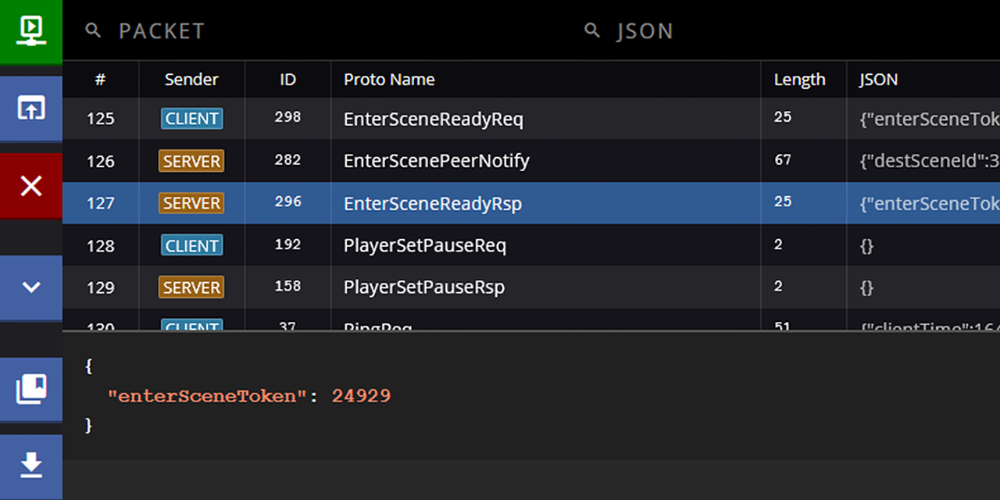 PACKET JSON
# Sender ID Proto Name Length JSON
125 CLIENT 298 EnterSceneReadyReq 25 {"enterSceneTok
126 SERVER 282 EnterScenePeerNotify 67 {"destSceneId":3
127 SERVER 296 EnterSceneReadyRsp 25 {"enterSceneTok
128 CLIENT 192 PlayerSetPauseReq 2 {}
129 SERVER 158 PlayerSetPauseRsp 2 {}
130 CLIENT 37 PingReq 51 {"clientTime":164
{
"enterSceneToken": 24929
}